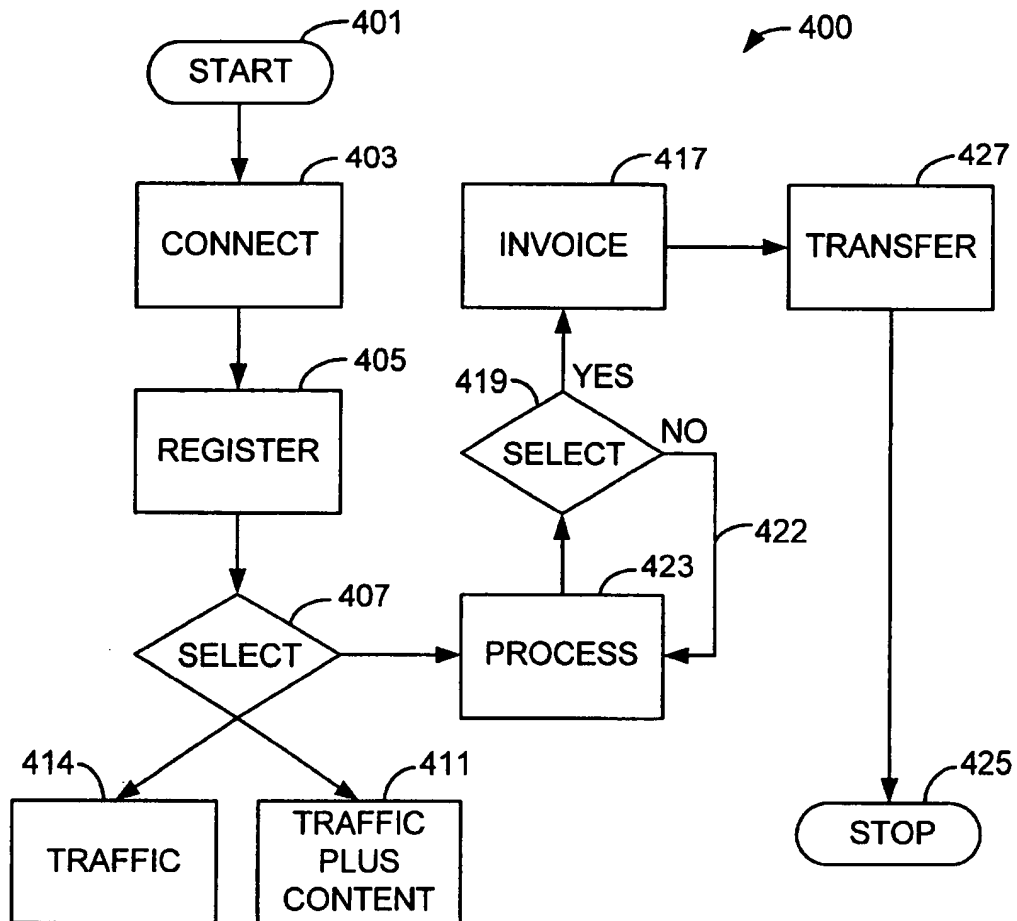 401
START
400
403
CONNECT
417
INVOICE
427
TRANSFER
405
REGISTER
419
YES
SELECT
NO
422
407
SELECT
423
PROCESS
414
TRAFFIC
411
TRAFFIC
PLUS
CONTENT
425
STOP